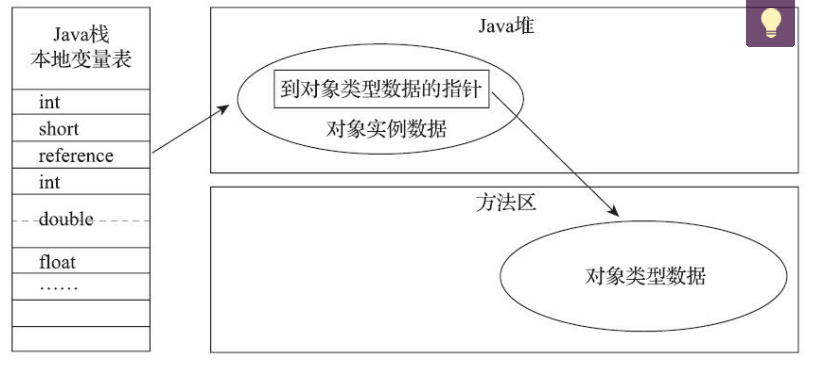 Java栈
本地变量表
int
short
reference
int
double
float
……
Java堆
到对象类型数据的指针
对象实例数据
方法区
对象类型数据